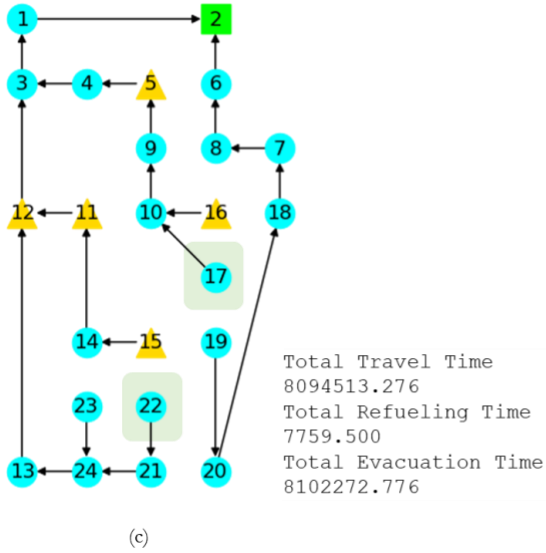 1 2
3 4 5 6
9 8 7
12 11 10 16 18
17
14 15 19
23 22
13 24 21 20
Total Travel Time
8094513.276
Total Refueling Time
7759.500
Total Evacuation Time
8102272.776
(c)